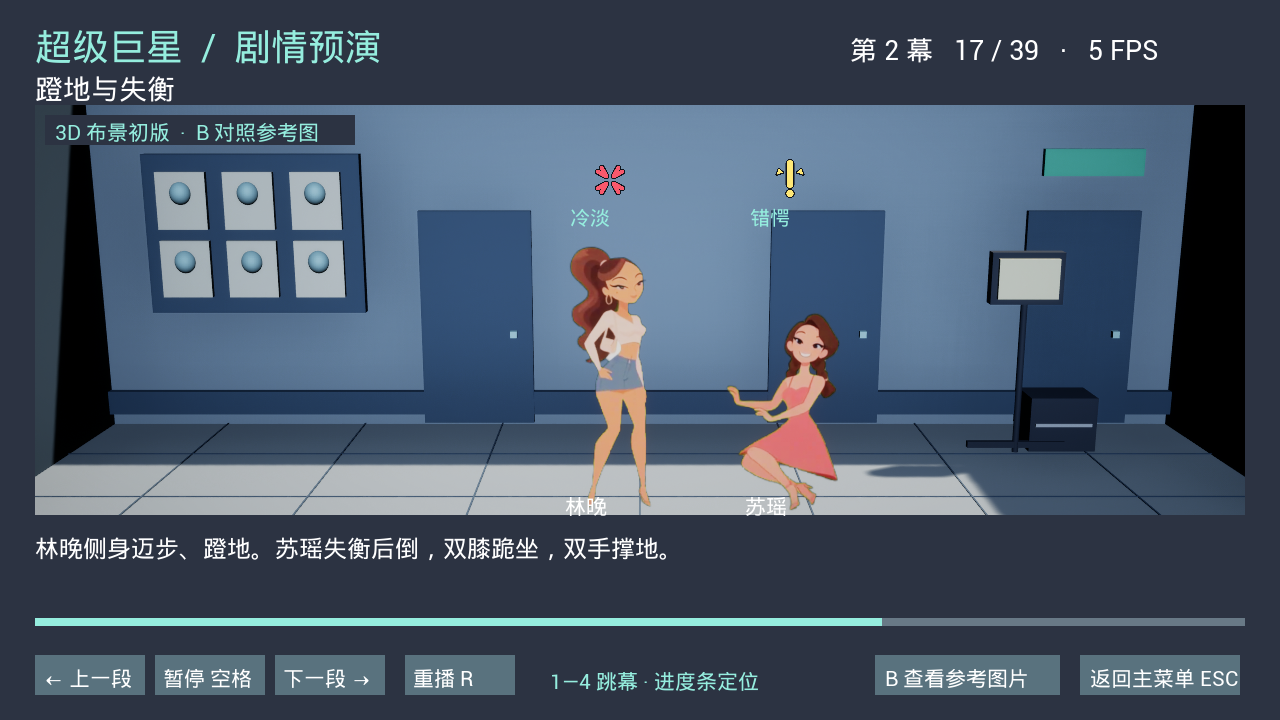 超级巨星 / 剧情预演
第 2 幕 17 / 39 · 5 FPS
蹬地与失衡
3D 布景初版 · B 对照参考图
冷淡
错愕
林晚
苏瑶
林晚侧身迈步、蹬地。苏瑶失衡后倒，双膝跪坐，双手撑地。
← 上一段
暂停 空格
下一段 →
重播 R
1—4 跳幕 · 进度条定位
B 查看参考图片
返回主菜单 ESC